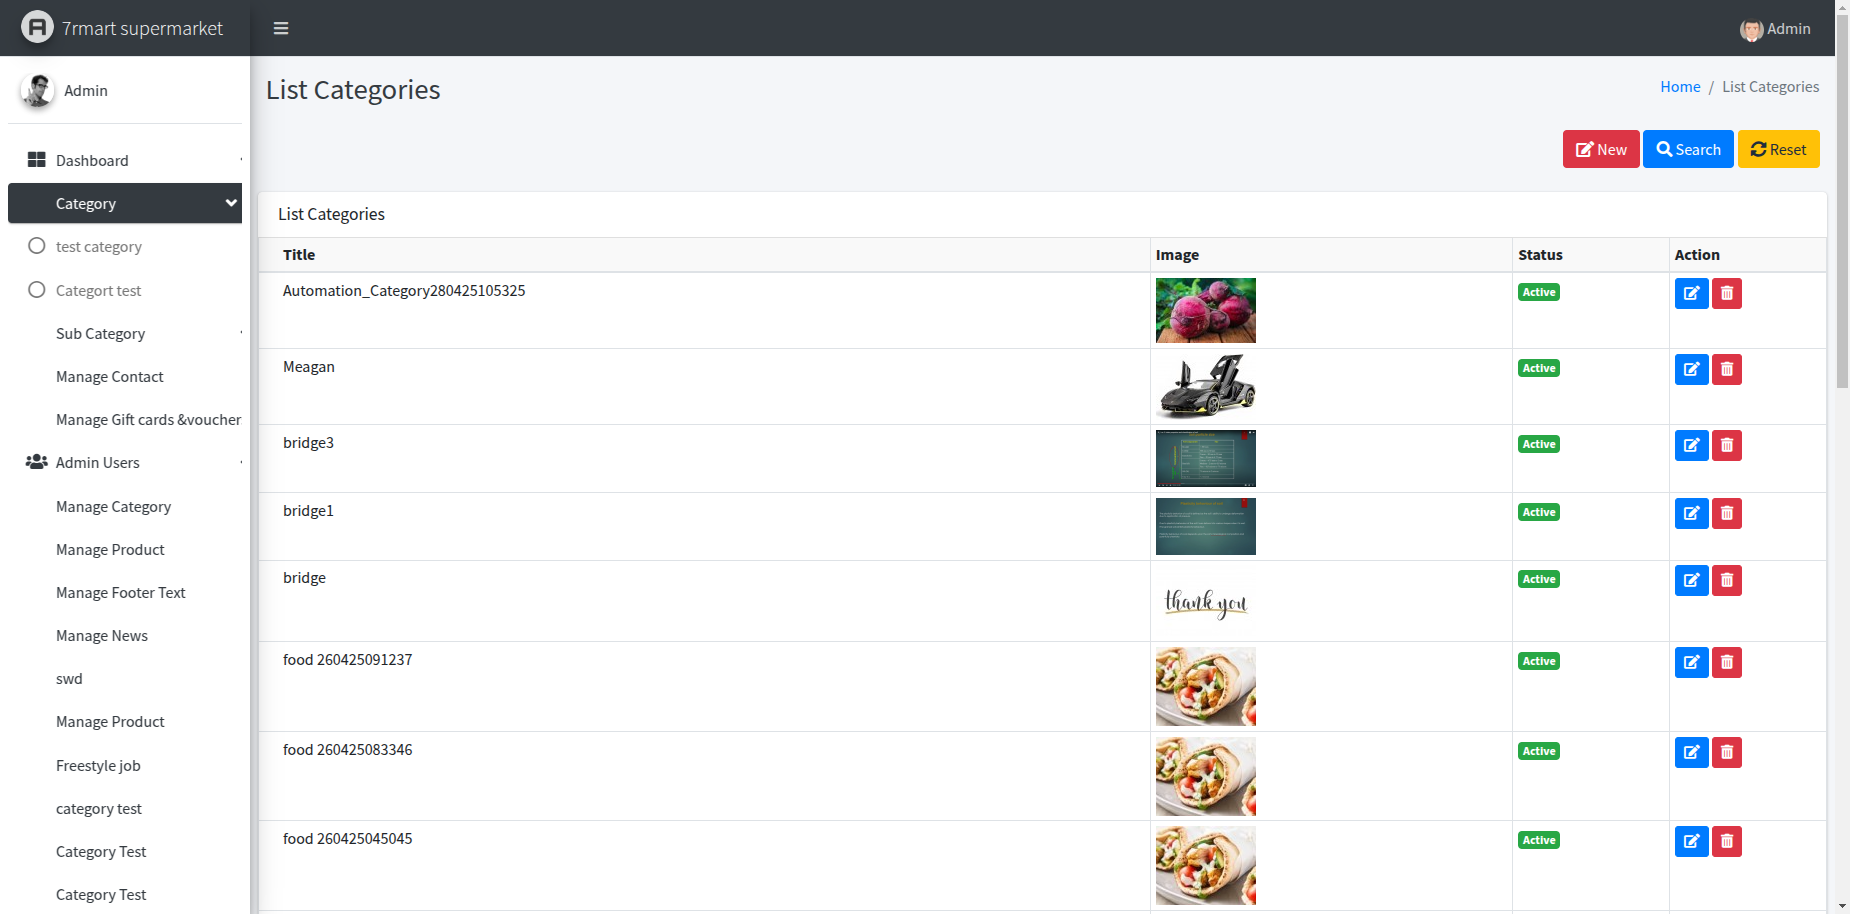 7rmart supermarket
Admin
Admin
List Categories
Home / List Categories
New
Search
Reset
Dashboard
Category
test category
Categort test
Sub Category
Manage Contact
Manage Gift cards &voucher
Admin Users
Manage Category
Manage Product
Manage Footer Text
Manage News
swd
Manage Product
Freestyle job
category test
Category Test
Category Test
List Categories
Title Image Status Action
Automation_Category280425105325 Active
Meagan Active
bridge3 Active
bridge1 Active
bridge Active
thank you
food 260425091237 Active
food 260425083346 Active
food 260425045045 Active